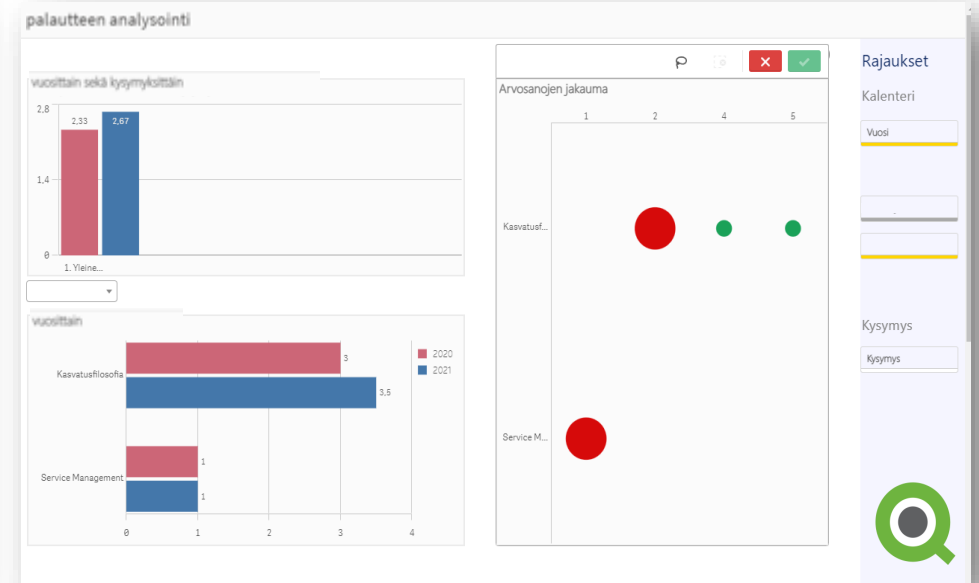 palautteen analysointi
vuosittain sekä kysymyksittäin
2,8
2,33
2,67
1,4
0
1. Yleine...
vuosittain
Kasvatusfilosofia
3
3,5
2020
2021
Service Management
1
1
0
1
2
3
4
Arvosanojen jakauma
1
2
4
5
Kasvatusf...
Service M...
Rajaukset
Kalenteri
Vuosi
Kysymys
Kysymys